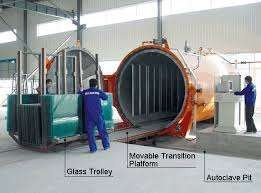 Movable Transition
Platform
Glass Trolley
Autoclave Pit